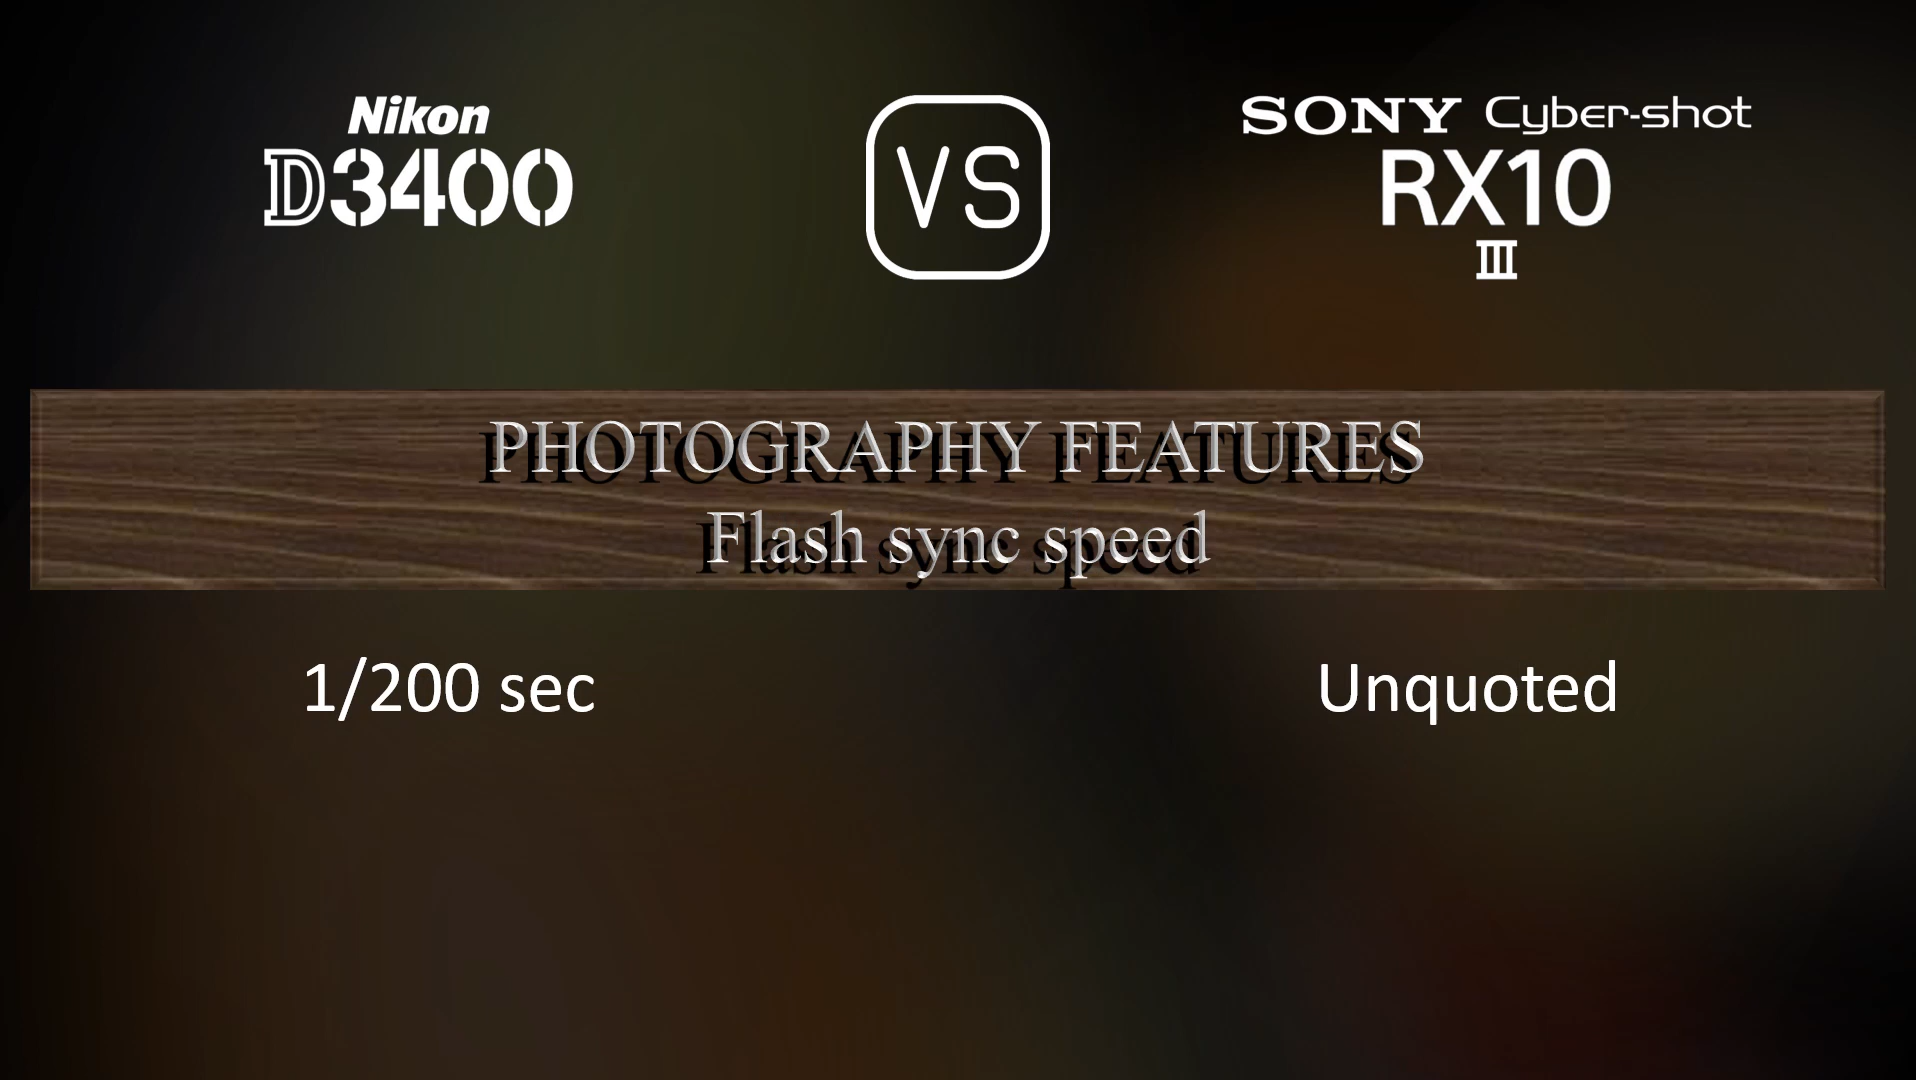 Nikon
D3400
VS
SONY Cyber-shot
RX10
III
PHOTOGRAPHY FEATURES
Flash sync speed
1/200 sec
Unquoted